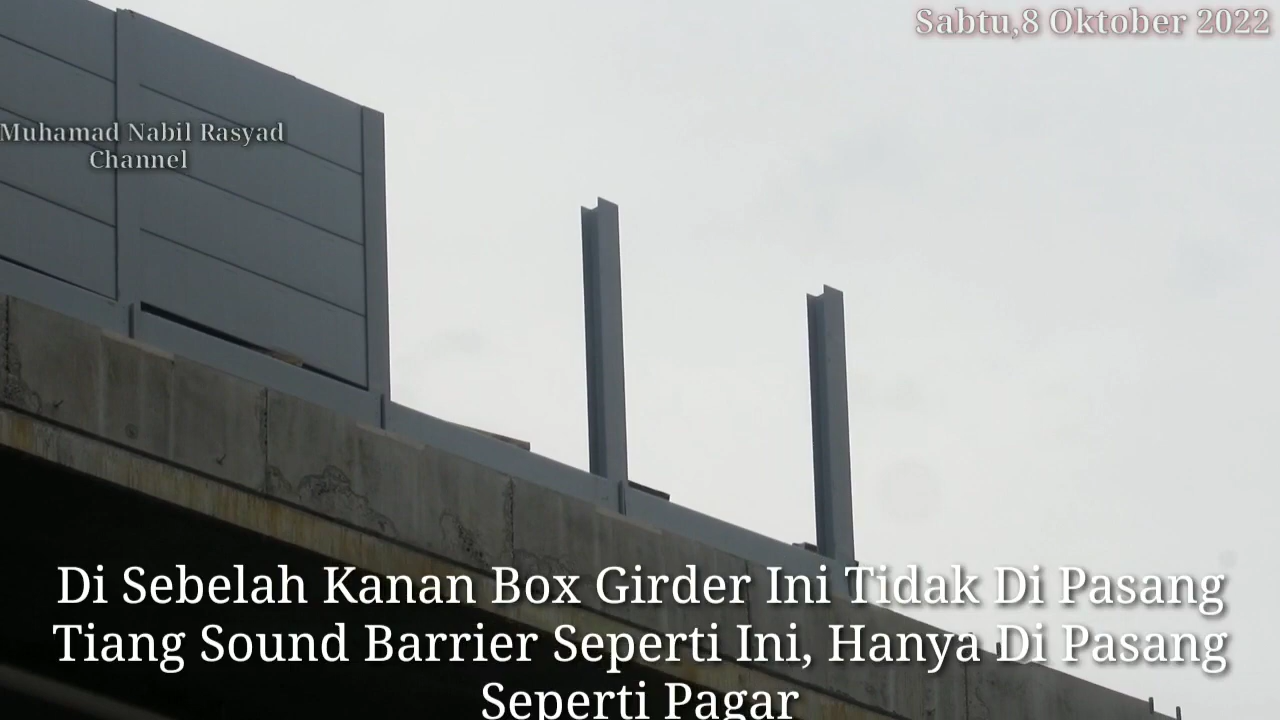 Sabtu,8 Oktober 2022
Muhamad Nabil Rasyad
Channel
Di Sebelah Kanan Box Girder Ini Tidak Di Pasang
Tiang Sound Barrier Seperti Ini, Hanya Di Pasang
Seperti Pagar